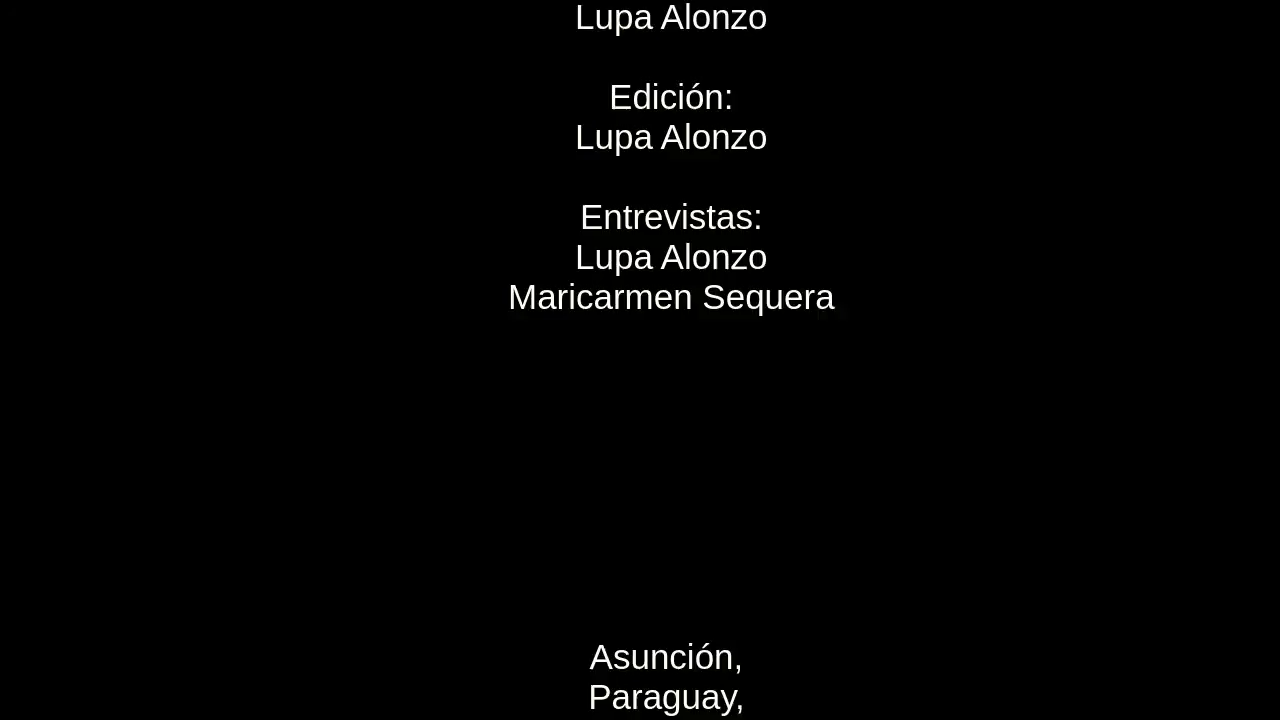 Lupa Alonzo
Edición:
Lupa Alonzo
Entrevistas:
Lupa Alonzo
Maricarmen Sequera
Asunción,
Paraguay,